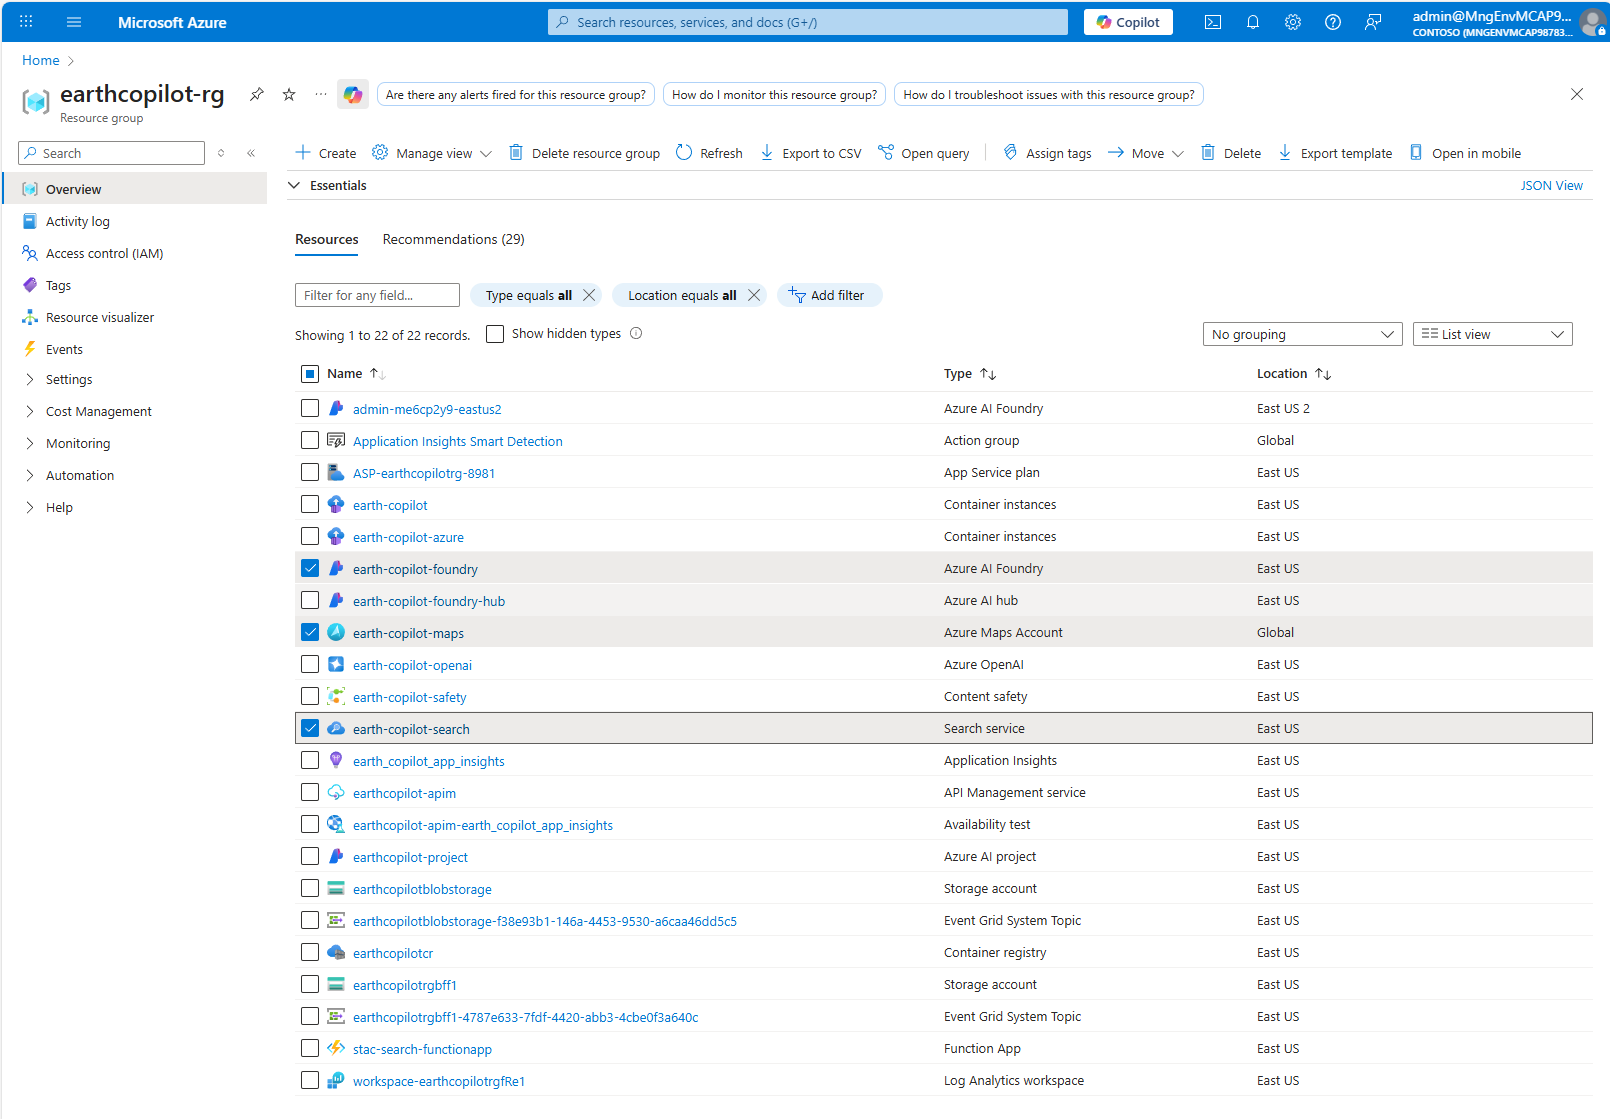 Microsoft Azure
Search resources, services, and docs (G+/)
Copilot
admin@MngEnvMCAP9...
CONTOSO (MNGENVMCAP98783...
Home
earthcopilot-rg
Resource group
Are there any alerts fired for this resource group?
How do I monitor this resource group?
How do I troubleshoot issues with this resource group?
Search
Create
Manage view
Delete resource group
Refresh
Export to CSV
Open query
Assign tags
Move
Delete
Export template
Open in mobile
Overview
Activity log
Access control (IAM)
Tags
Resource visualizer
Events
Settings
Cost Management
Monitoring
Automation
Help
Essentials
JSON View
Resources
Recommendations (29)
Filter for any field...
Type equals all
Location equals all
Add filter
Showing 1 to 22 of 22 records.
Show hidden types
No grouping
List view
Name Type Location
admin-me6cp2y9-eastus2 Azure AI Foundry East US 2
Application Insights Smart Detection Action group Global
ASP-earthcopilotrg-8981 App Service plan East US
earth-copilot Container instances East US
earth-copilot-azure Container instances East US
earth-copilot-foundry Azure AI Foundry East US
earth-copilot-foundry-hub Azure AI hub East US
earth-copilot-maps Azure Maps Account Global
earth-copilot-openai Azure OpenAI East US
earth-copilot-safety Content safety East US
earth-copilot-search Search service East US
earth_copilot_app_insights Application Insights East US
earthcopilot-apim API Management service East US
earthcopilot-apim-earth_copilot_app_insights Availability test East US
earthcopilot-project Azure AI project East US
earthcopilotblobstorage Storage account East US
earthcopilotblobstorage-f38e93b1-146a-4453-9530-a6caa46dd5c5 Event Grid System Topic East US
earthcopilotcr Container registry East US
earthcopilotrgbff1 Storage account East US
earthcopilotrgbff1-4787e633-7fdf-4420-abb3-4cbe0f3a640c Event Grid System Topic East US
stac-search-functionapp Function App East US
workspace-earthcopilotrgfRe1 Log Analytics workspace East US